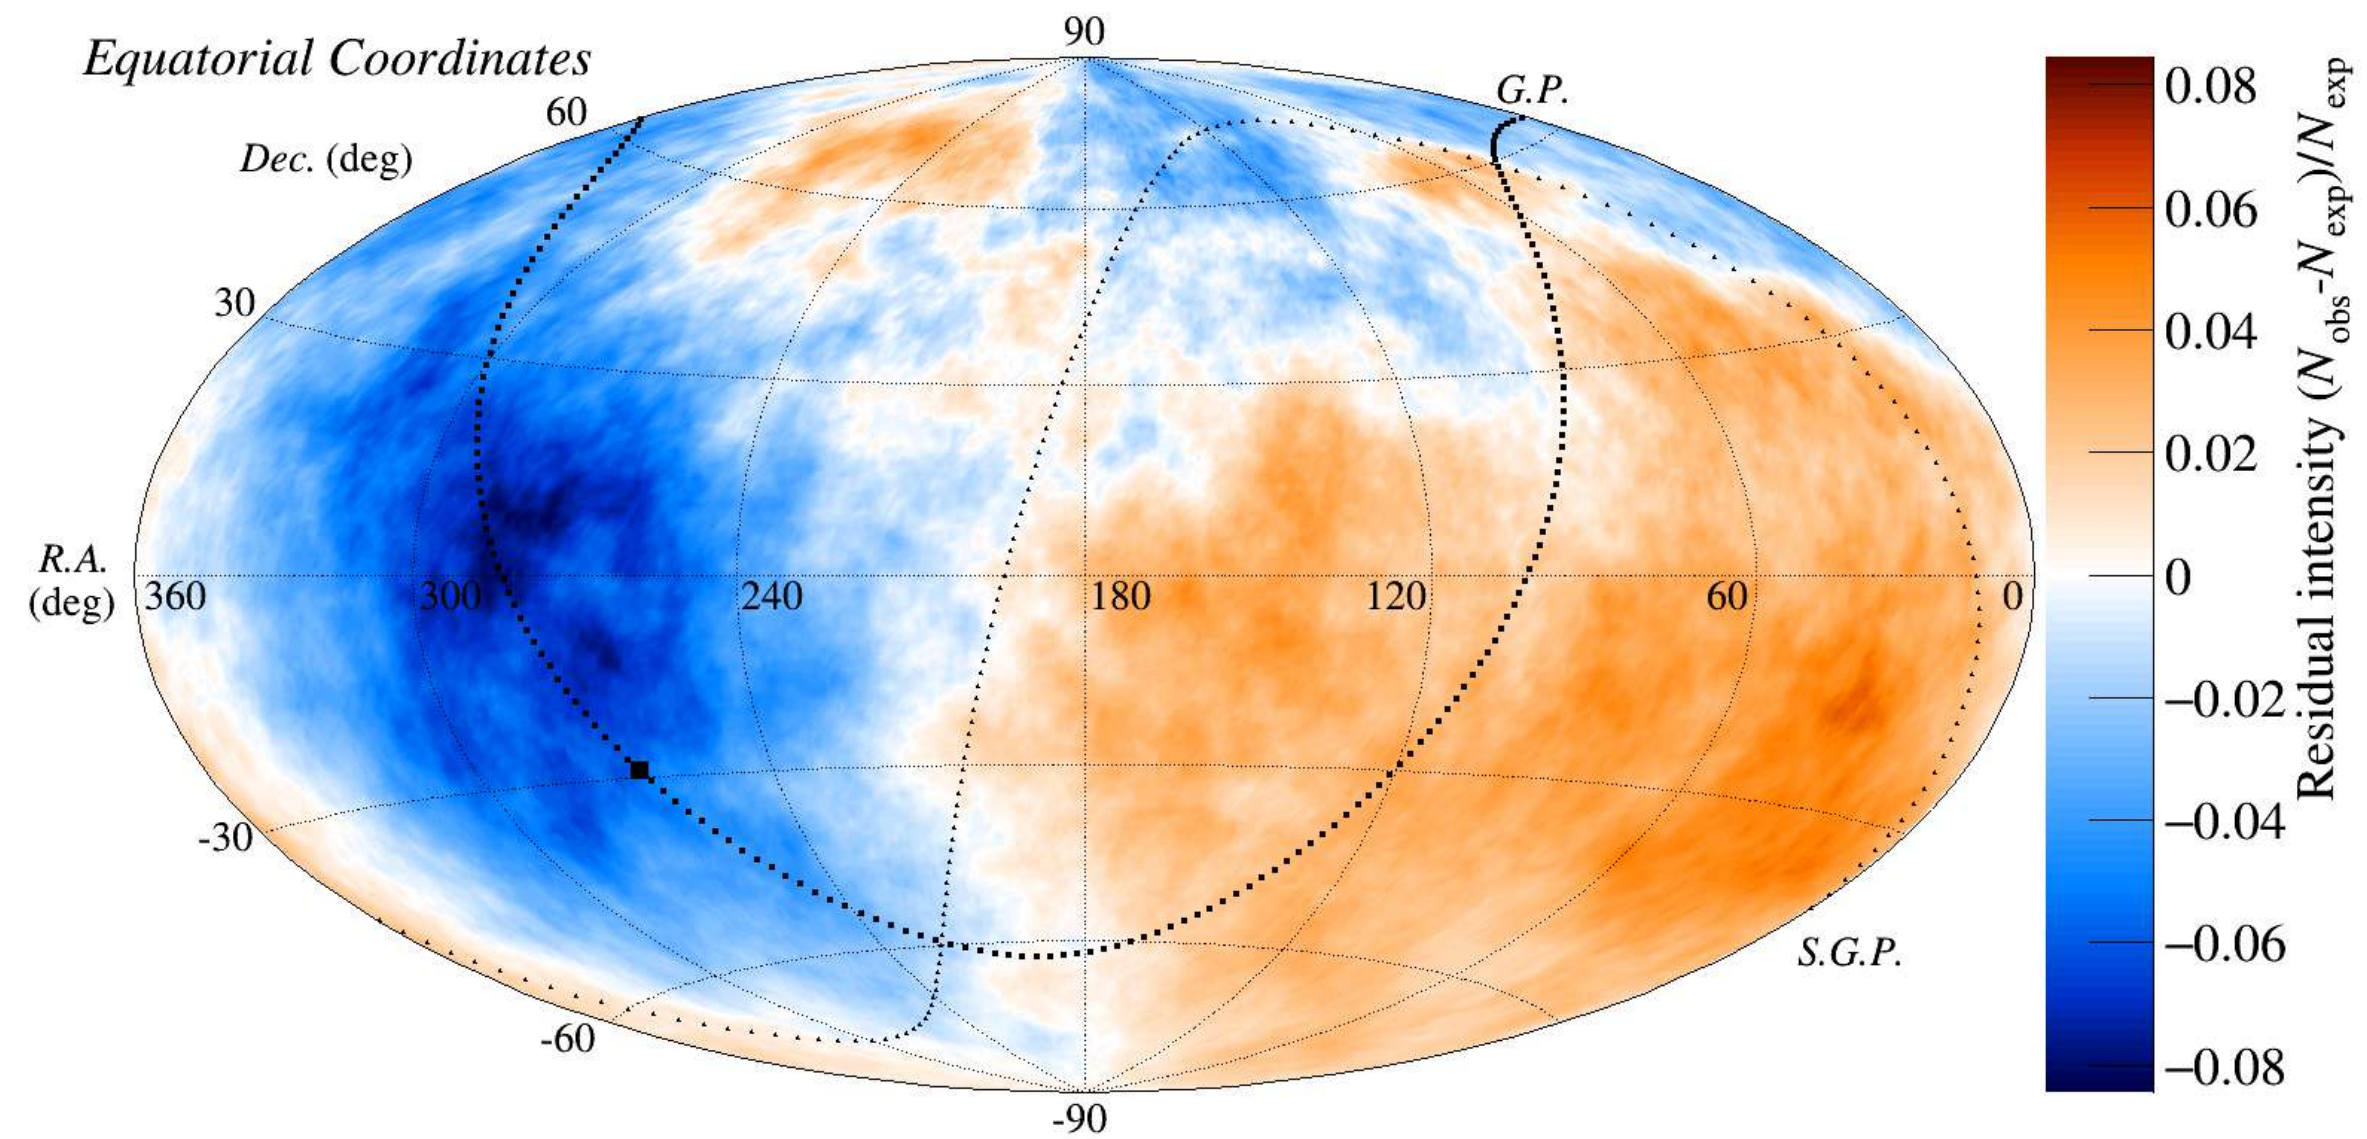 90
Equatorial Coordinates
G.P.
60
Dec. (deg)
30
R.A.
(deg)
360 300 240 180 120 60 0
-30
S.G.P.
-60
-90
0.08
0.06
0.04
0.02
0
−0.02
−0.04
−0.06
−0.08
Residual intensity (Nobs-Nexp)/Nexp